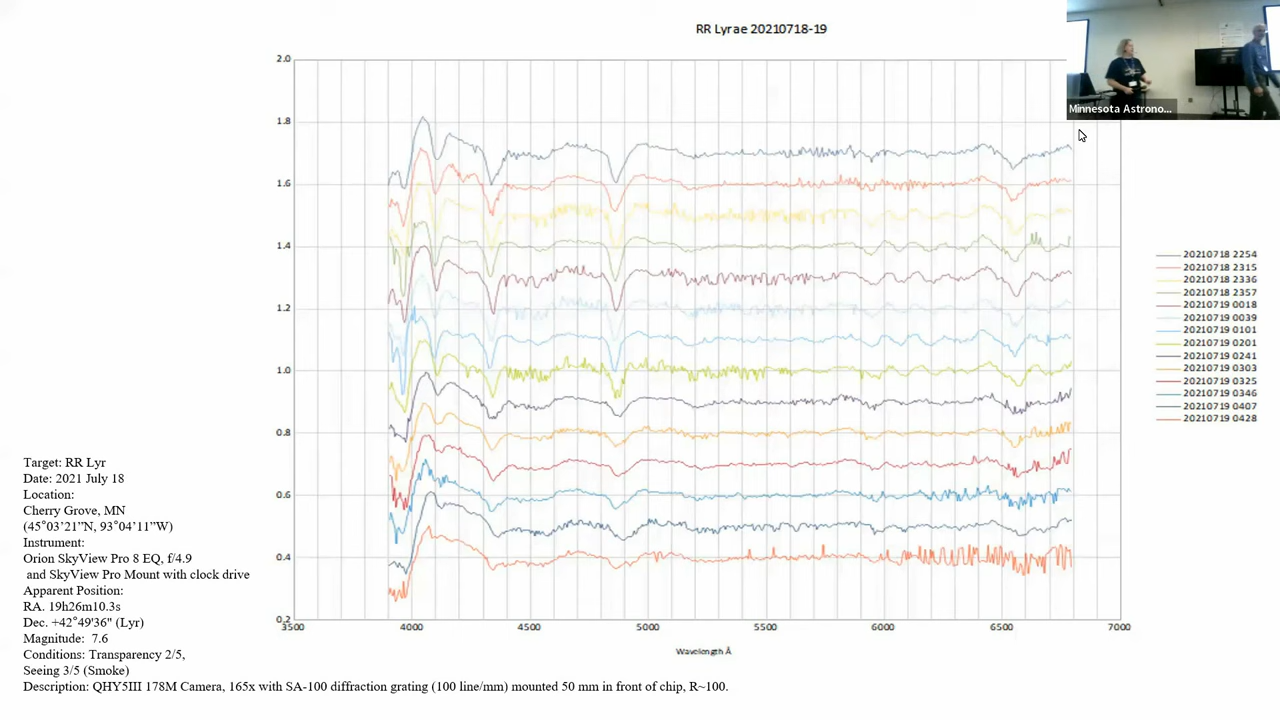 RR Lyrae 20210718-19
Minnesota Astrono...
2.0
1.8
1.6
1.4
1.2
1.0
0.8
0.6
0.4
0.2
3500
4000
4500
5000
5500
6000
6500
7000
Wavelength Å
20210718 2254
20210718 2315
20210718 2336
20210718 2357
20210719 0018
20210719 0039
20210719 0101
20210719 0201
20210719 0241
20210719 0303
20210719 0325
20210719 0346
20210719 0407
20210719 0428
Target: RR Lyr
Date: 2021 July 18
Location:
Cherry Grove, MN
(45°03'21"N, 93°04'11"W)
Instrument:
Orion SkyView Pro 8 EQ, f/4.9
and SkyView Pro Mount with clock drive
Apparent Position:
RA. 19h26m10.3s
Dec. +42°49'36" (Lyr)
Magnitude: 7.6
Conditions: Transparency 2/5,
Seeing 3/5 (Smoke)
Description: QHY5III 178M Camera, 165x with SA-100 diffraction grating (100 line/mm) mounted 50 mm in front of chip, R~100.